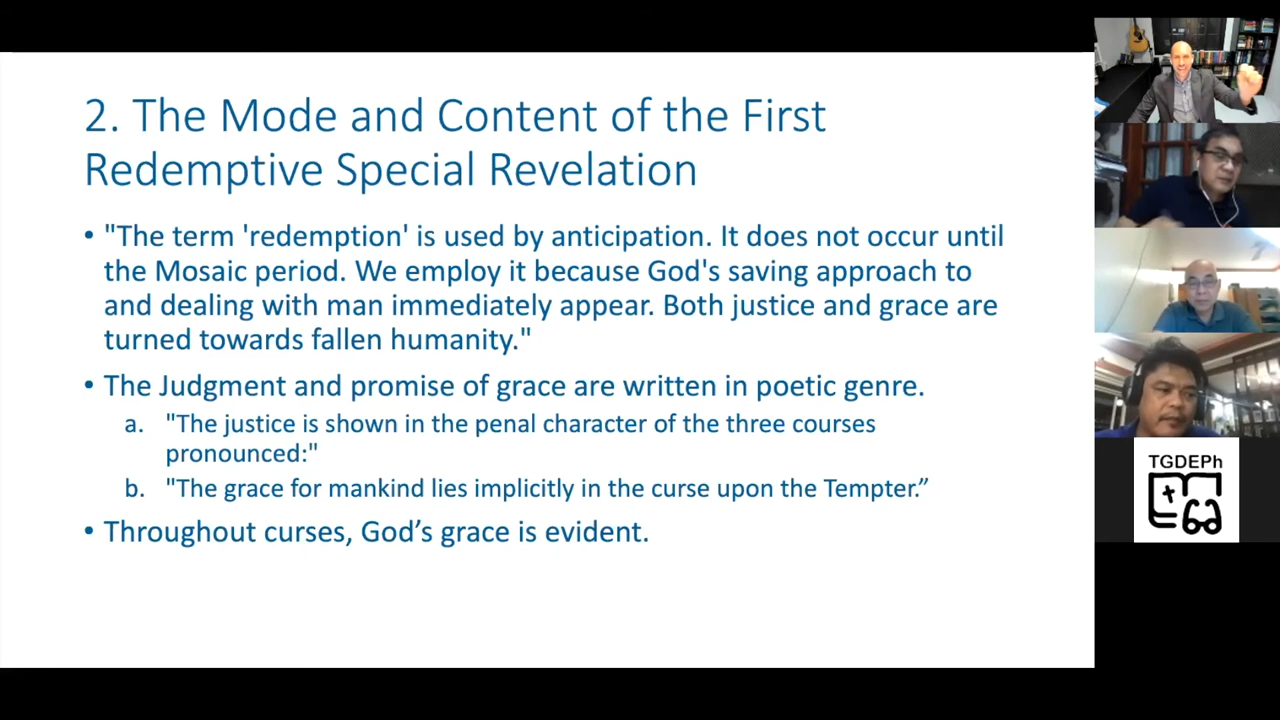 2. The Mode and Content of the First
Redemptive Special Revelation
• "The term 'redemption' is used by anticipation. It does not occur until
the Mosaic period. We employ it because God's saving approach to
and dealing with man immediately appear. Both justice and grace are
turned towards fallen humanity."
• The Judgment and promise of grace are written in poetic genre.
a. "The justice is shown in the penal character of the three courses
pronounced:"
b. "The grace for mankind lies implicitly in the curse upon the Tempter.”
• Throughout curses, God’s grace is evident.
TGDEPh